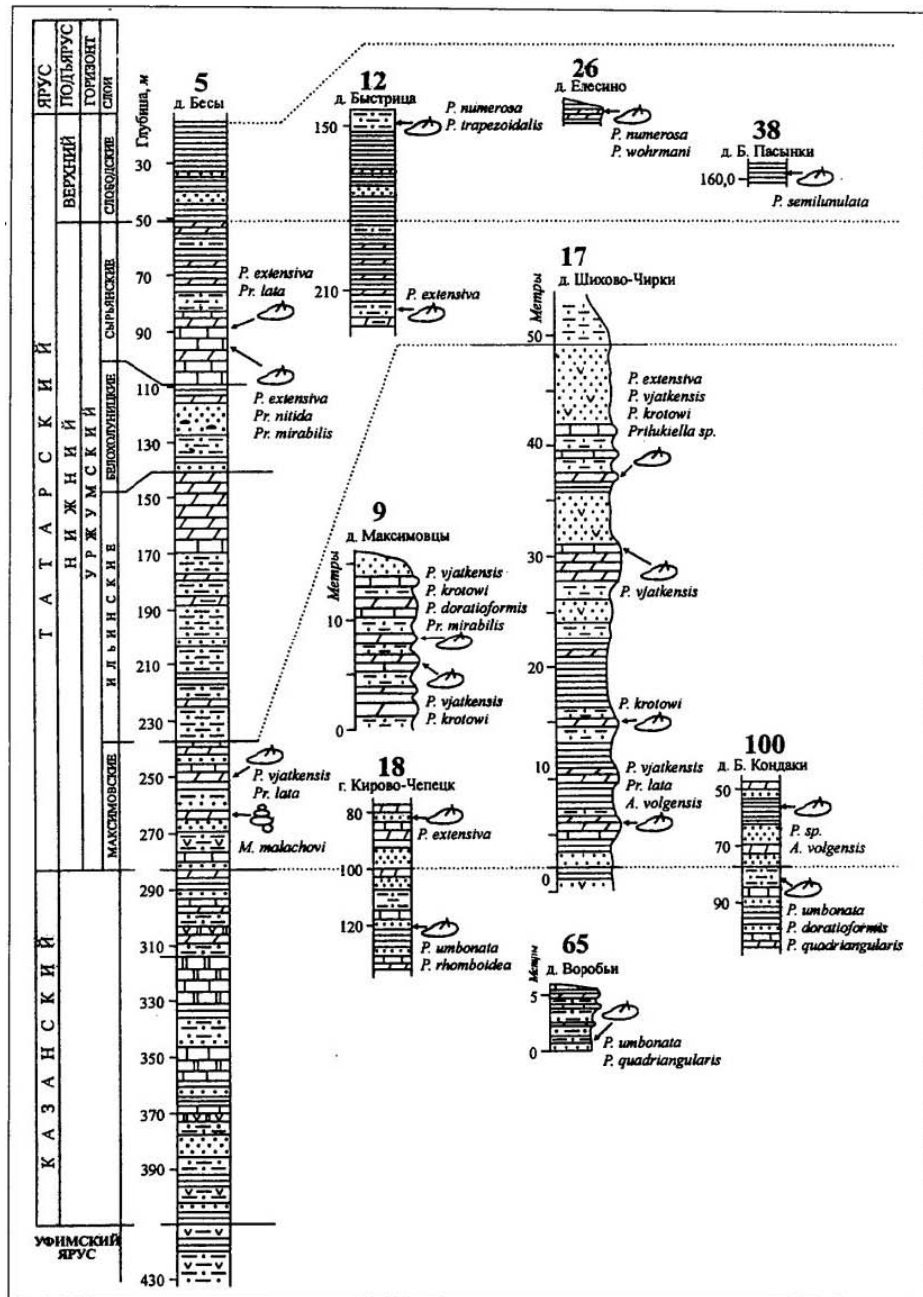 ЯРУС
ПОДЪЯРУС
ГОРИЗОНТ
СЛОИ
Глубина, м
ТАТАРСКИЙ
ВЕРХНИЙ
НИЖНИЙ
УРЖУМСКИЙ
СЛОБОДСКИЕ
СЫРЬЯНСКИЕ
БЕЛОХОЛУНИЦКИЕ
ИЛЬИНСКИЕ
МАКСИМОВСКИЕ
КАЗАНСКИЙ
УФИМСКИЙ
ЯРУС
5
д. Бесы
30
50
70
90
110
130
150
170
190
210
230
250
270
290
310
330
350
370
390
410
430
P. extensiva
Pr. lata
P. extensiva
Pr. nitida
Pr. mirabilis
P. vjatkensis
Pr. lata
M. malachovi
12
д. Быстрица
150
210
P. numerosa
P. trapezoidalis
P. extensiva
26
д. Елесино
P. numerosa
P. wohrmani
38
д. Б. Пасынки
160,0
P. semilunulata
17
д. Шихово-Чирки
Метры
50
40
30
20
10
0
P. extensiva
P. vjatkensis
P. krotowi
Prilukiella sp.
P. vjatkensis
P. krotowi
P. vjatkensis
Pr. lata
A. volgensis
9
д. Максимовцы
Метры
10
0
P. vjatkensis
P. krotowi
P. doratioformis
Pr. mirabilis
P. vjatkensis
P. krotowi
18
г. Кирово-Чепецк
80
100
120
P. extensiva
P. umbonata
P. rhomboidea
100
д. Б. Кондаки
50
70
90
P. sp.
A. volgensis
P. umbonata
P. doratioformis
P. quadriangularis
65
д. Воробьи
Метры
5
0
P. umbonata
P. quadriangularis